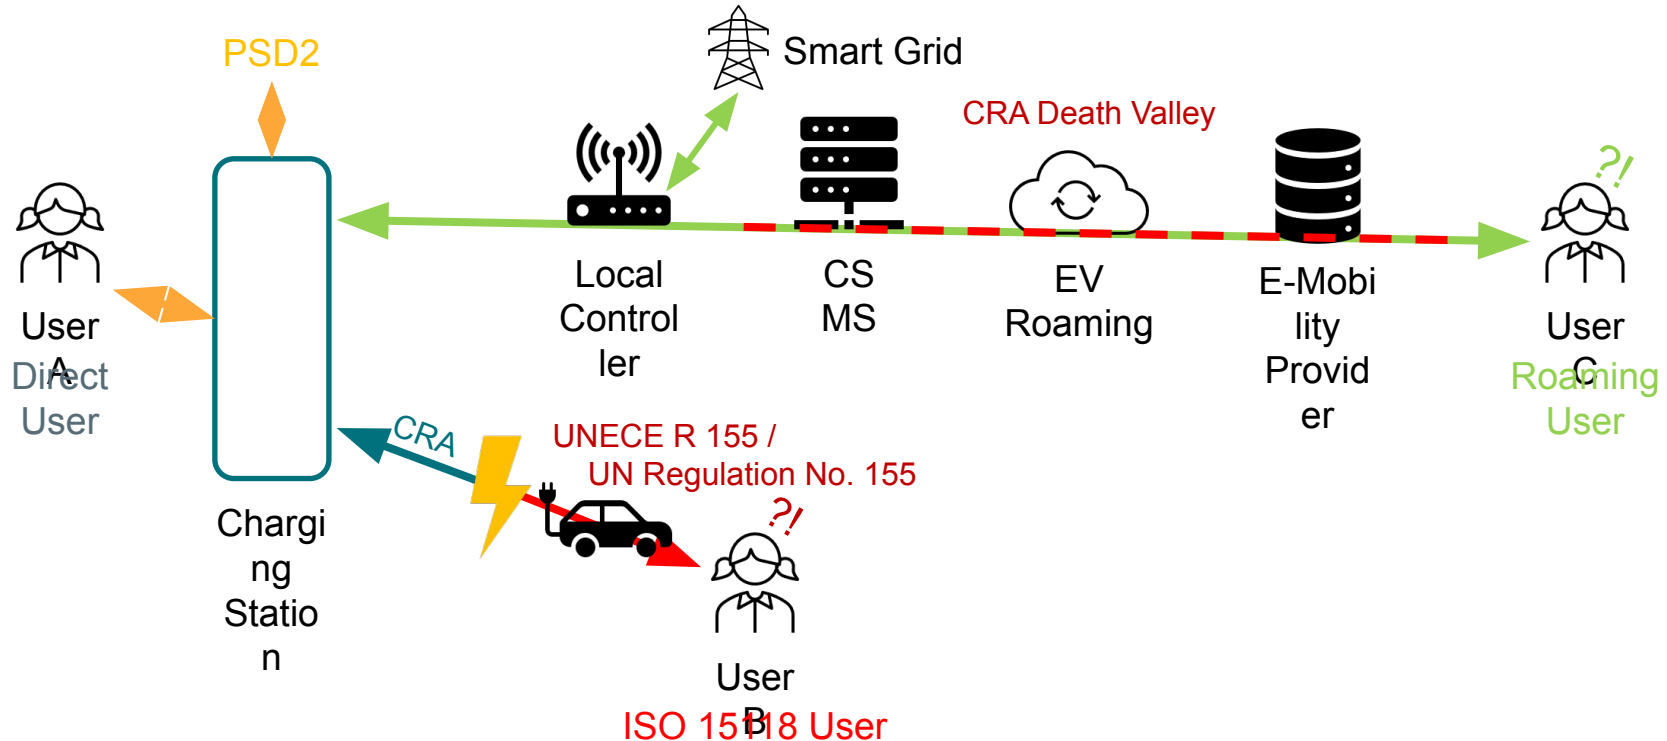 PSD2
Smart Grid
CRA Death Valley
?!
User
A
Direct
User
Local
Control
ler
CS
MS
EV
Roaming
E-Mobi
lity
Provid
er
User
C
Roaming
User
CRA
UNECE R 155 /
UN Regulation No. 155
?!
Chargi
ng
Statio
n
User
B
ISO 15118 User